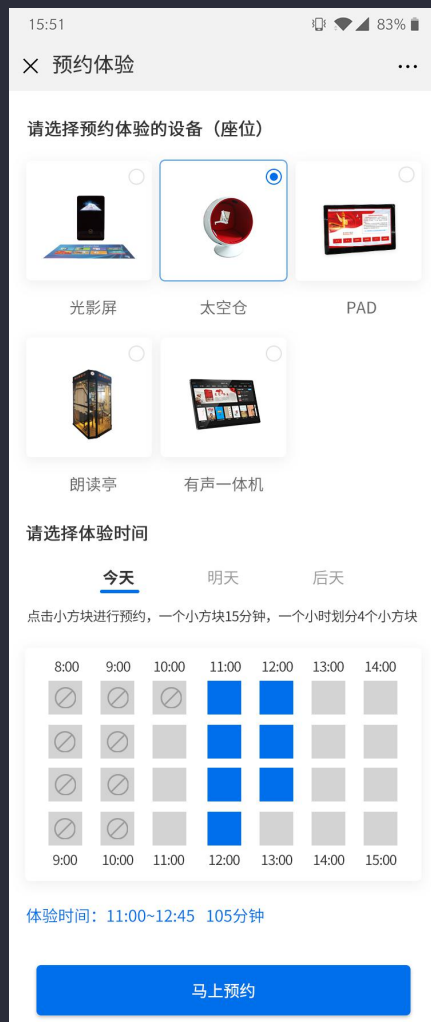 15:51 83%
预约体验
请选择预约体验的设备（座位）
光影屏 太空仓 PAD
朗读亭 有声一体机
请选择体验时间
今天 明天 后天
点击小方块进行预约，一个小方块15分钟，一个小时划分4个小方块
8:00 9:00 10:00 11:00 12:00 13:00 14:00
9:00 10:00 11:00 12:00 13:00 14:00 15:00
体验时间：11:00~12:45 105分钟
马上预约